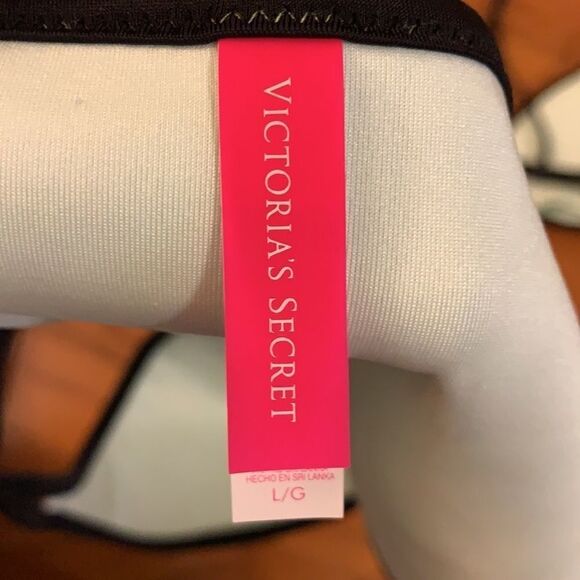 VICTORIA'S SECRET
HECHO EN SRI LANKA
L/G